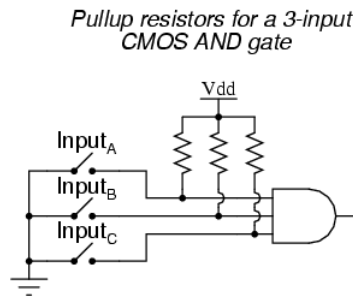 Pullup resistors for a 3-input
CMOS AND gate
Vdd
InputA
InputB
InputC